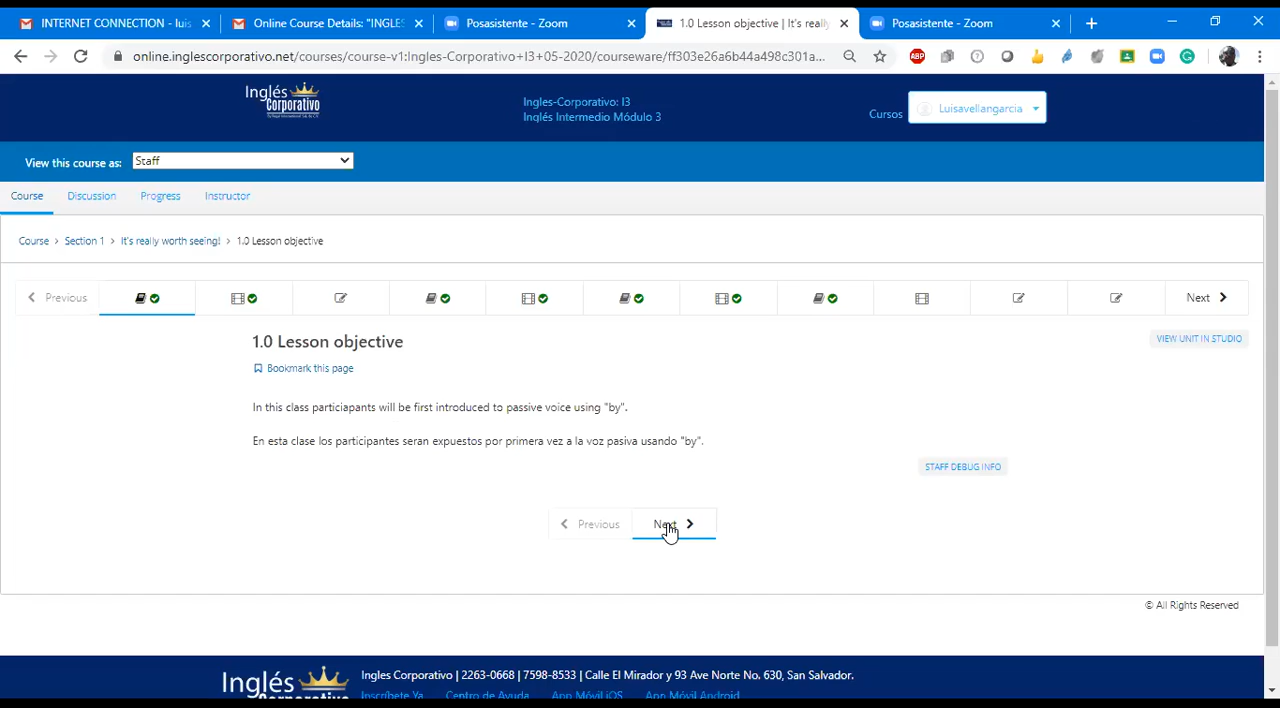 INTERNET CONNECTION - luis
Online Course Details: "INGLES
Posasistente - Zoom
1.0 Lesson objective | It's really
Posasistente - Zoom
online.inglescorporativo.net/courses/course-v1:Ingles-Corporativo+I3+05-2020/courseware/ff303e26a6b44a498c301a...
Inglés Corporativo
Ingles-Corporativo: I3
Inglés Intermedio Módulo 3
Cursos
Luisavellangarcia
View this course as: Staff
Course Discussion Progress Instructor
Course > Section 1 > It's really worth seeing! > 1.0 Lesson objective
Previous
Next
1.0 Lesson objective
VIEW UNIT IN STUDIO
Bookmark this page
In this class particiapants will be first introduced to passive voice using "by".
En esta clase los participantes seran expuestos por primera vez a la voz pasiva usando "by".
STAFF DEBUG INFO
Previous Next
© All Rights Reserved
Inglés
Ingles Corporativo | 2263-0668 | 7598-8533 | Calle El Mirador y 93 Ave Norte No. 630, San Salvador.
Inscríbete Ya Centro de Ayuda App Móvil iOS App Móvil Android